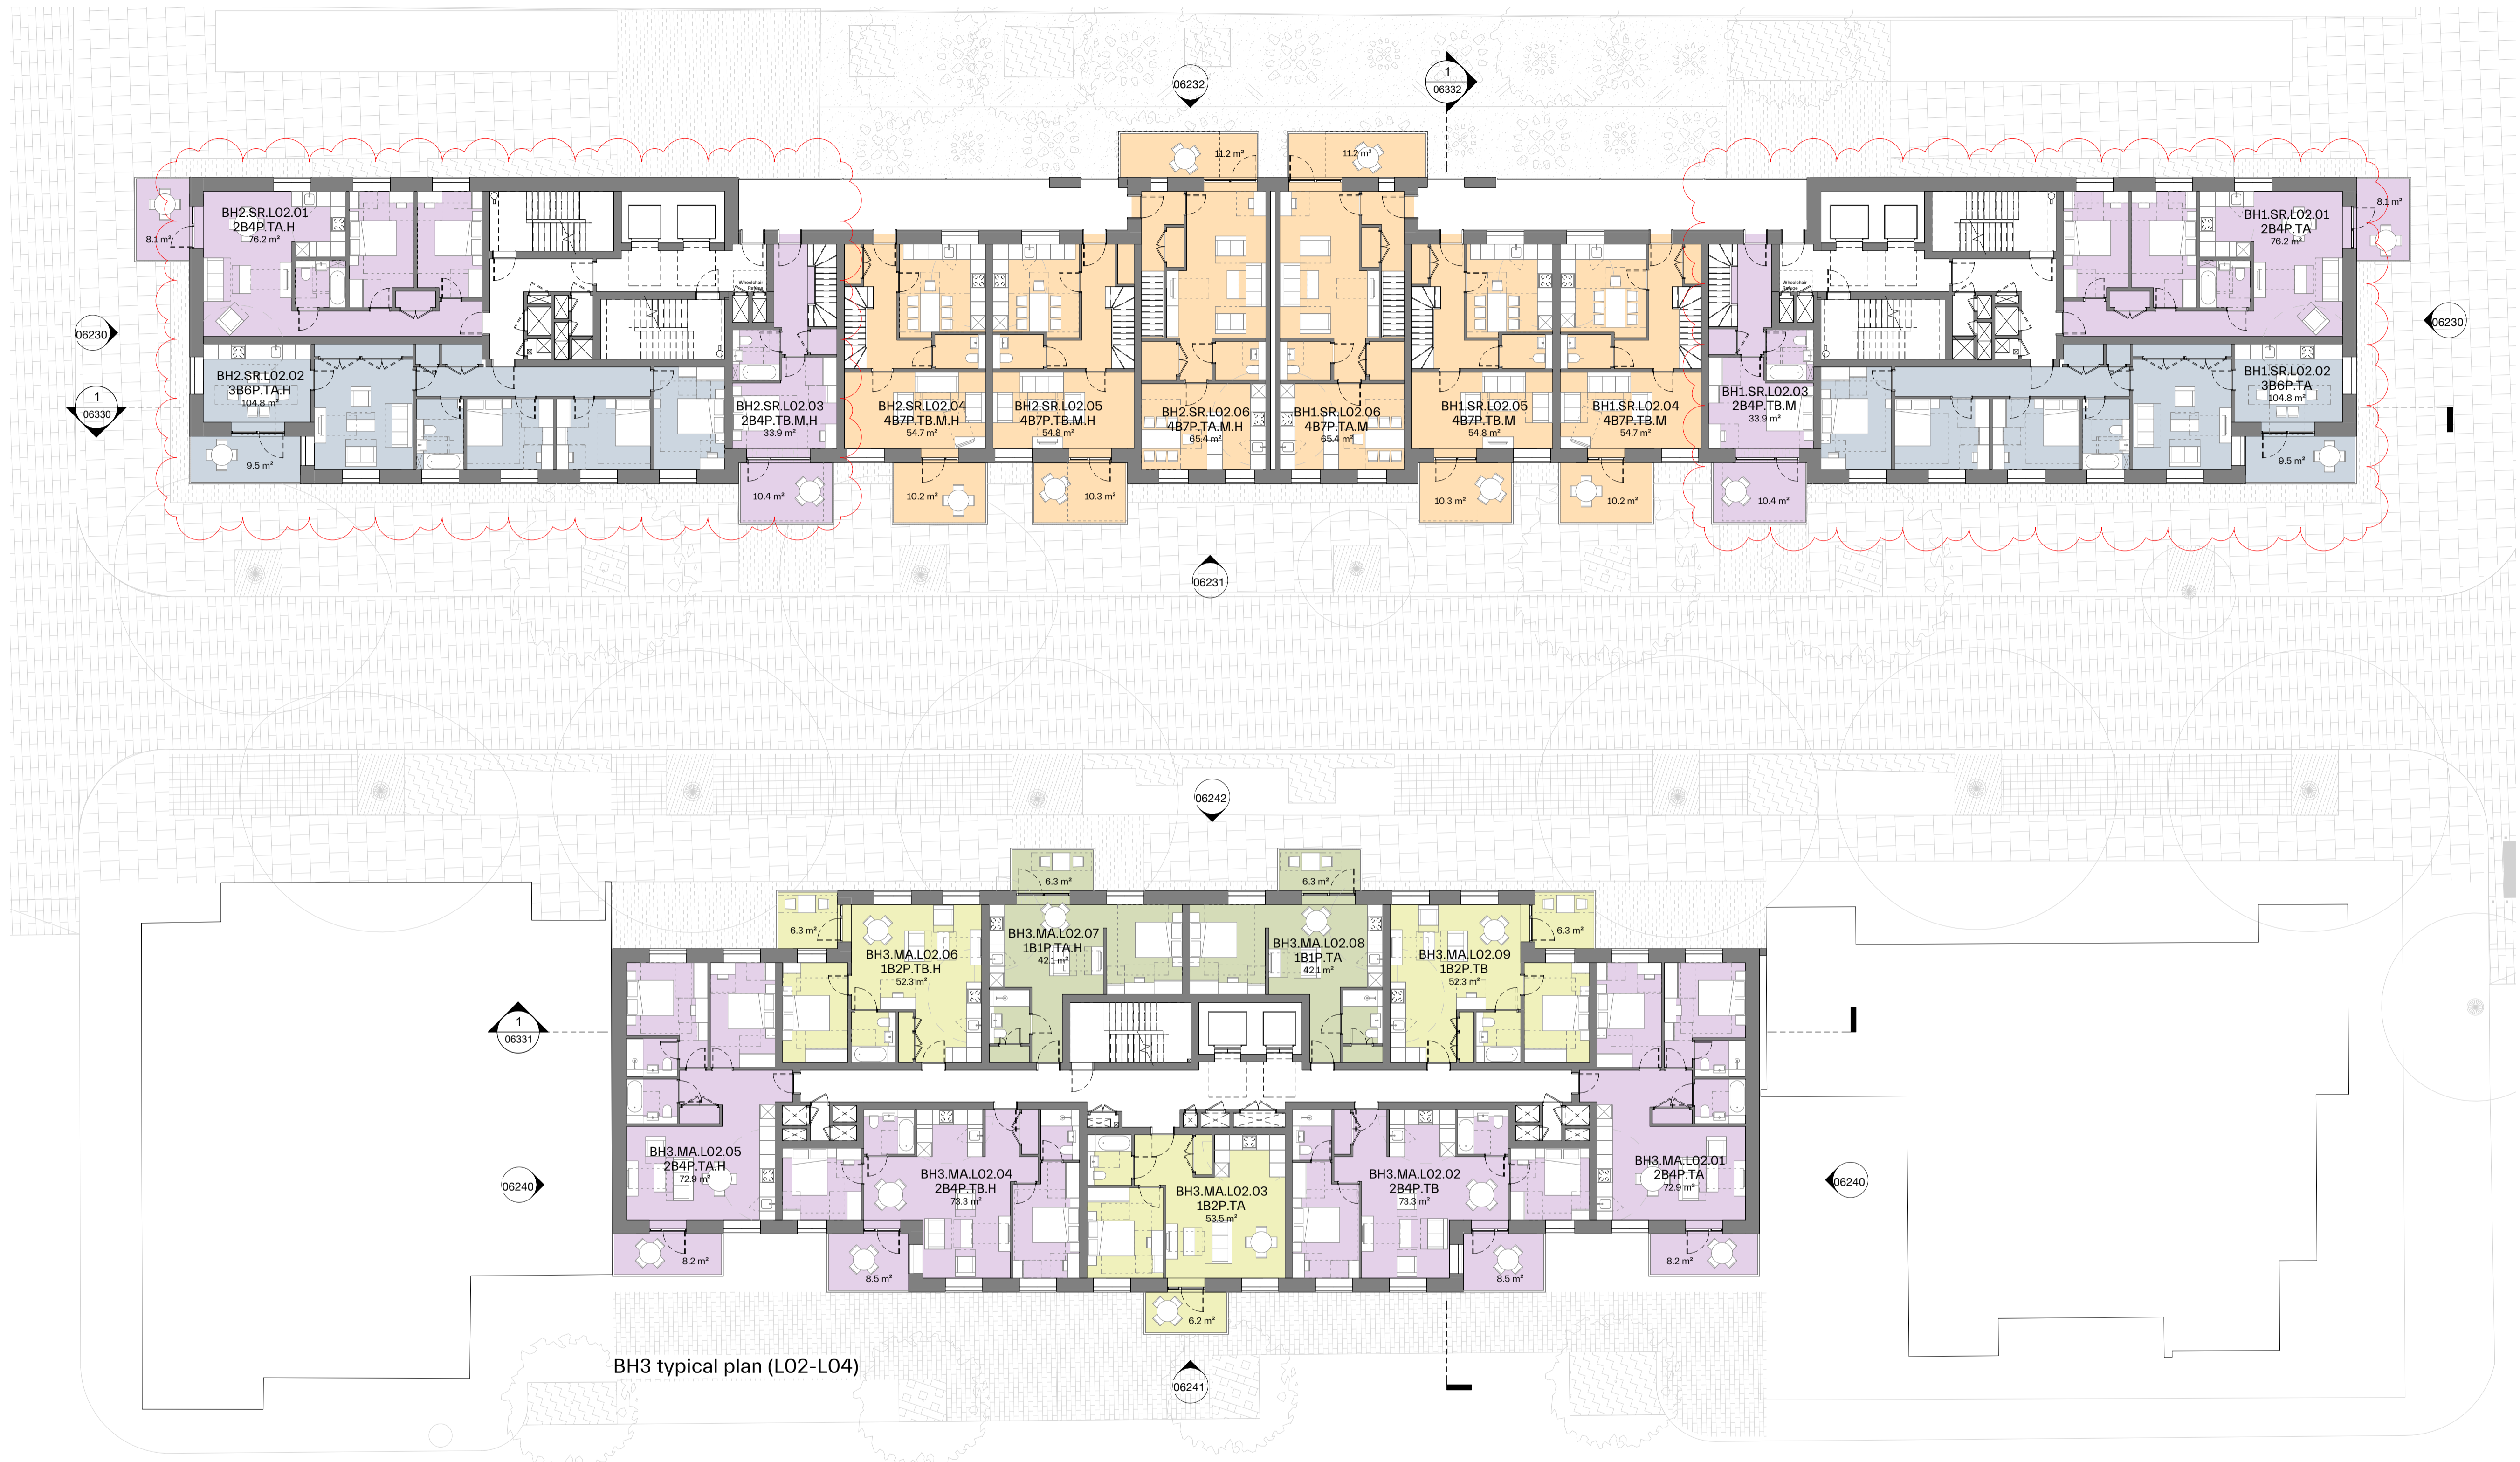 06232
1
06332
11.2 m²
11.2 m²
BH2.SR.L02.01
2B4P.TA.H
76.2 m²
8.1 m²
BH1.SR.L02.01
2B4P.TA
76.2 m²
8.1 m²
Wheelchair
Refuge
Wheelchair
Refuge
06230
06230
BH2.SR.L02.02
3B6P.TA.H
104.8 m²
BH2.SR.L02.03
2B4P.TB.M.H
33.9 m²
BH2.SR.L02.04
4B7P.TB.M.H
54.7 m²
BH2.SR.L02.05
4B7P.TB.M.H
54.8 m²
BH2.SR.L02.06
4B7P.TA.M.H
65.4 m²
BH1.SR.L02.06
4B7P.TA.M
65.4 m²
BH1.SR.L02.05
4B7P.TB.M
54.8 m²
BH1.SR.L02.04
4B7P.TB.M
54.7 m²
BH1.SR.L02.03
2B4P.TB.M
33.9 m²
BH1.SR.L02.02
3B6P.TA
104.8 m²
1
06330
9.5 m²
10.4 m²
10.2 m²
10.3 m²
10.3 m²
10.2 m²
10.4 m²
9.5 m²
06231
06242
6.3 m²
6.3 m²
6.3 m²
6.3 m²
BH3.MA.L02.06
1B2P.TB.H
52.3 m²
BH3.MA.L02.07
1B1P.TA.H
42.1 m²
BH3.MA.L02.08
1B1P.TA
42.1 m²
BH3.MA.L02.09
1B2P.TB
52.3 m²
1
06331
BH3.MA.L02.05
2B4P.TA.H
72.9 m²
BH3.MA.L02.04
2B4P.TB.H
73.3 m²
BH3.MA.L02.03
1B2P.TA
53.5 m²
BH3.MA.L02.02
2B4P.TB
73.3 m²
BH3.MA.L02.01
2B4P.TA
72.9 m²
06240
06240
8.2 m²
8.5 m²
6.2 m²
8.5 m²
8.2 m²
BH3 typical plan (L02-L04)
06241